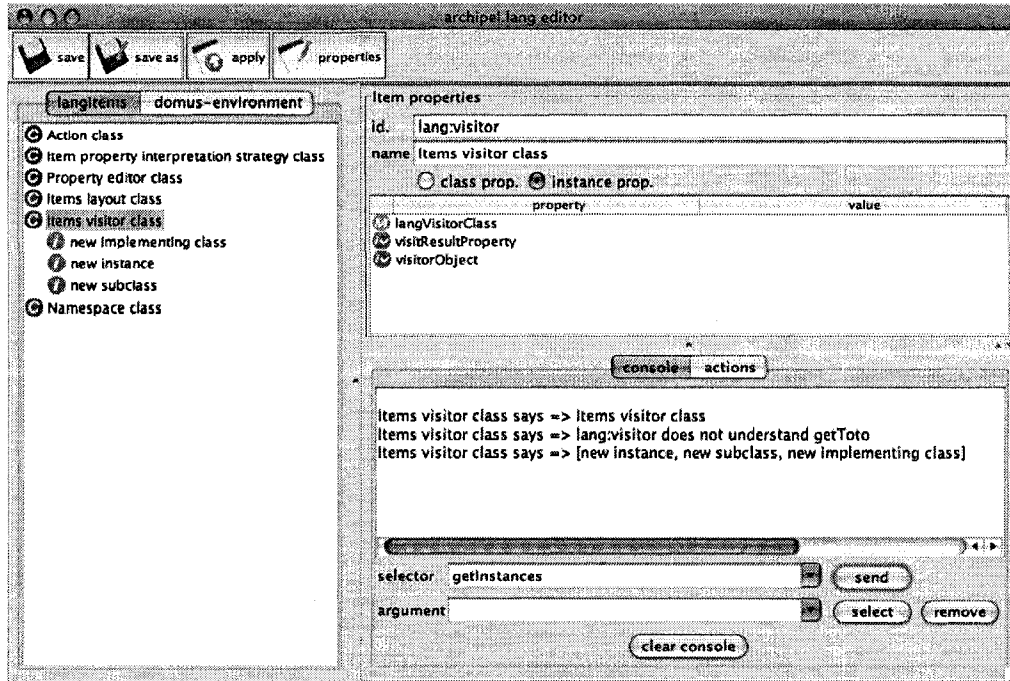 archipel.lang editor
save save as apply properties
langItems domus-environment
Action class
Item property interpretation strategy class
Property editor class
Items layout class
Items visitor class
new implementing class
new instance
new subclass
Namespace class
Item properties
id. lang:visitor
name Items visitor class
class prop. instance prop.
property value
langVisitorClass
visitResultProperty
visitorObject
console actions
Items visitor class says => Items visitor class
Items visitor class says => lang:visitor does not understand getToto
Items visitor class says => [new instance, new subclass, new implementing class]
selector getInstances send
argument select remove
clear console